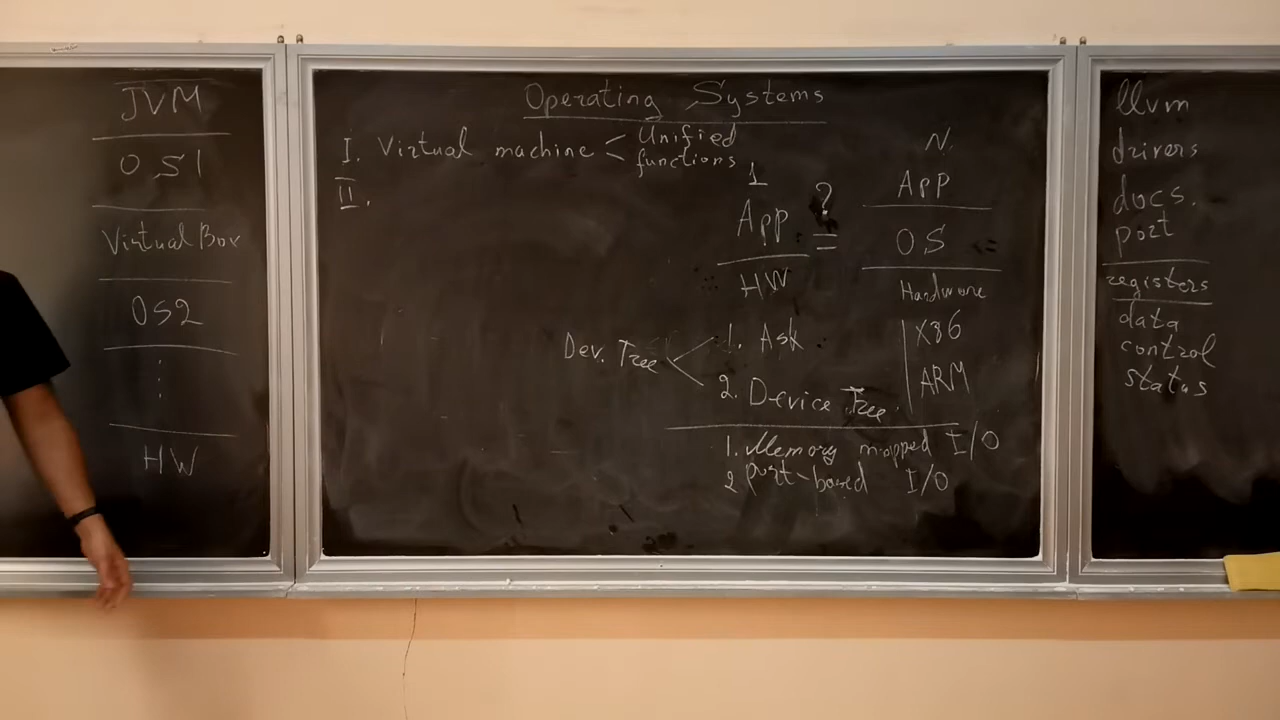 JVM
OS1
VirtualBox
OS2
HW
Operating Systems
I. Virtual machine < Unified
< functions
II.
1
App
HW
?
=
N
App
OS
Hardware
x86
ARM
Dev. Tree < 1. Ask
2. Device Tree
1. Memory mapped I/O
2 port-based I/O
llvm
drivers
docs.
port
registers
data
control
status